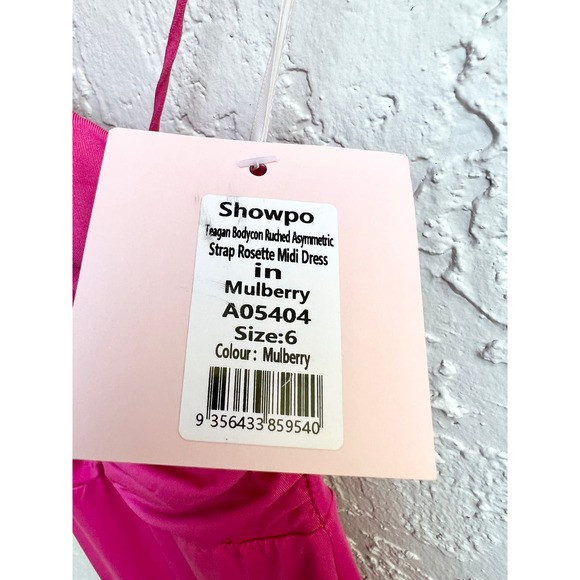 Showpo
Teagan Bodycon Ruched Asymmetric
Strap Rosette Midi Dress
in
Mulberry
A05404
Size:6
Colour : Mulberry
9 356433 859540